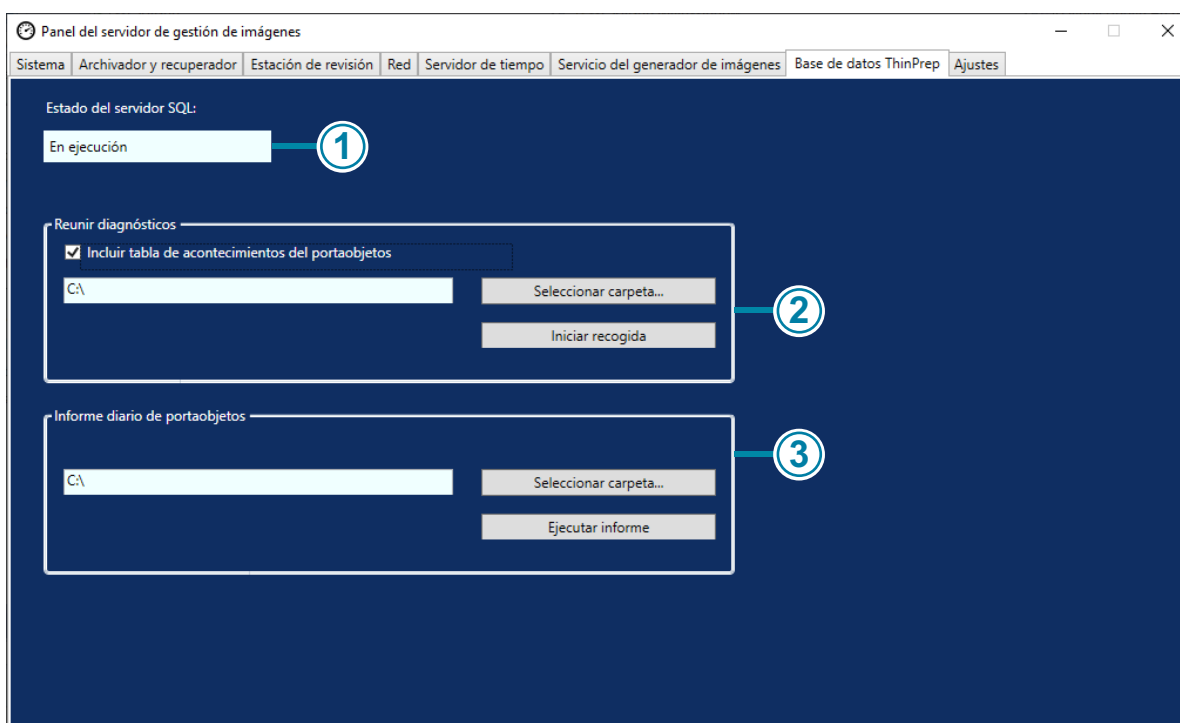 Panel del servidor de gestión de imágenes
Sistema Archivador y recuperador Estación de revisión Red Servidor de tiempo Servicio del generador de imágenes Base de datos ThinPrep Ajustes
Estado del servidor SQL:
En ejecución
1
Reunir diagnósticos
Incluir tabla de acontecimientos del portaobjetos
C:\ Seleccionar carpeta...
2
Iniciar recogida
Informe diario de portaobjetos
3
C:\ Seleccionar carpeta...
Ejecutar informe